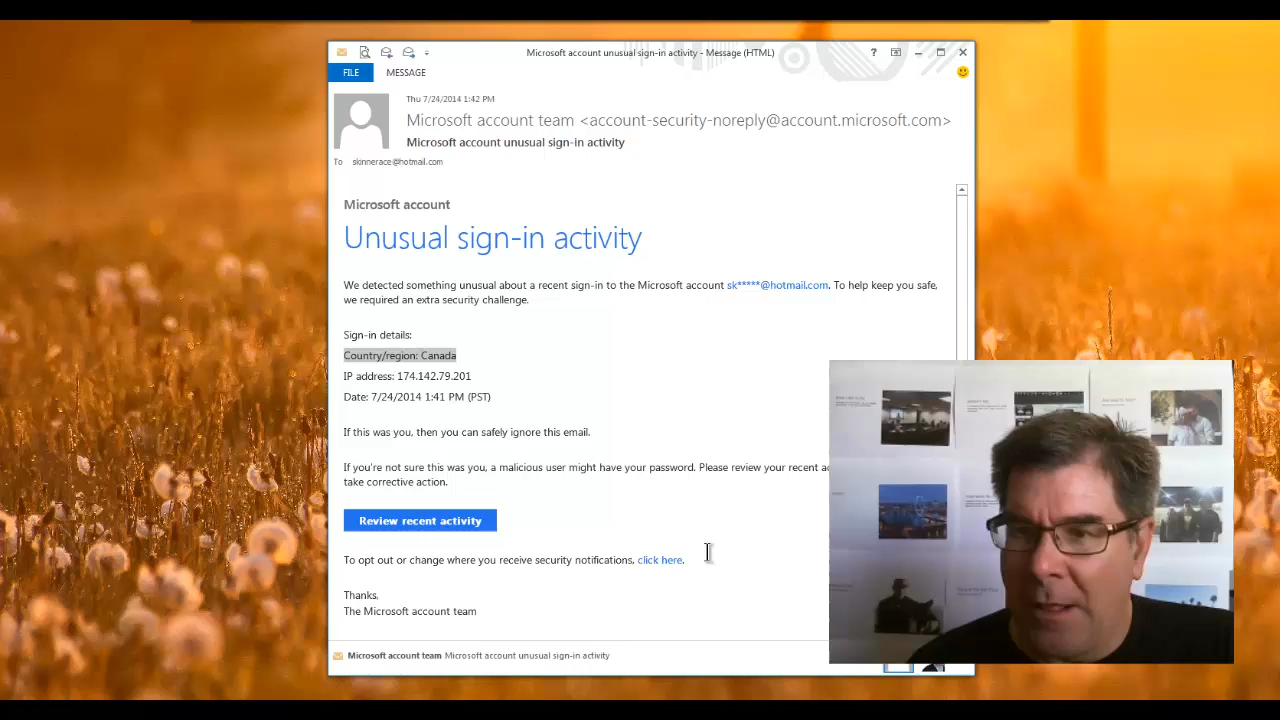 Microsoft account unusual sign-in activity - Message (HTML)
?
FILE MESSAGE
Thu 7/24/2014 1:42 PM
Microsoft account team <account-security-noreply@account.microsoft.com>
Microsoft account unusual sign-in activity
To skinnerace@hotmail.com
Microsoft account
Unusual sign-in activity
We detected something unusual about a recent sign-in to the Microsoft account sk*****@hotmail.com. To help keep you safe,
we required an extra security challenge.
Sign-in details:
Country/region: Canada
IP address: 174.142.79.201
Date: 7/24/2014 1:41 PM (PST)
If this was you, then you can safely ignore this email.
If you're not sure this was you, a malicious user might have your password. Please review your recent
take corrective action.
Review recent activity
To opt out or change where you receive security notifications, click here.
Thanks,
The Microsoft account team
Microsoft account team Microsoft account unusual sign-in activity